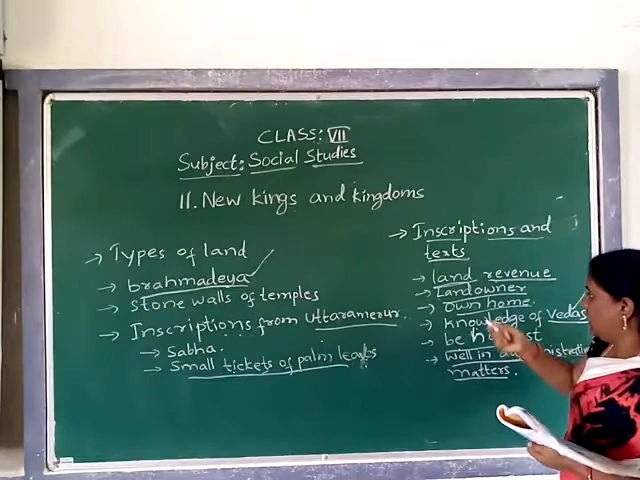 CLASS: VII
Subject: Social Studies
11. New kings and kingdoms
→ Types of land
→ brahmadeya
→ stone walls of temples
→ Inscriptions from Uttaramerur.
→ Sabha.
→ Small tickets of palm leaves
→ Inscriptions and
texts
→ land revenue
→ Landowner
→ Own home.
→ knowledge of Vedas
→ be honest
→ well in administration
matters.